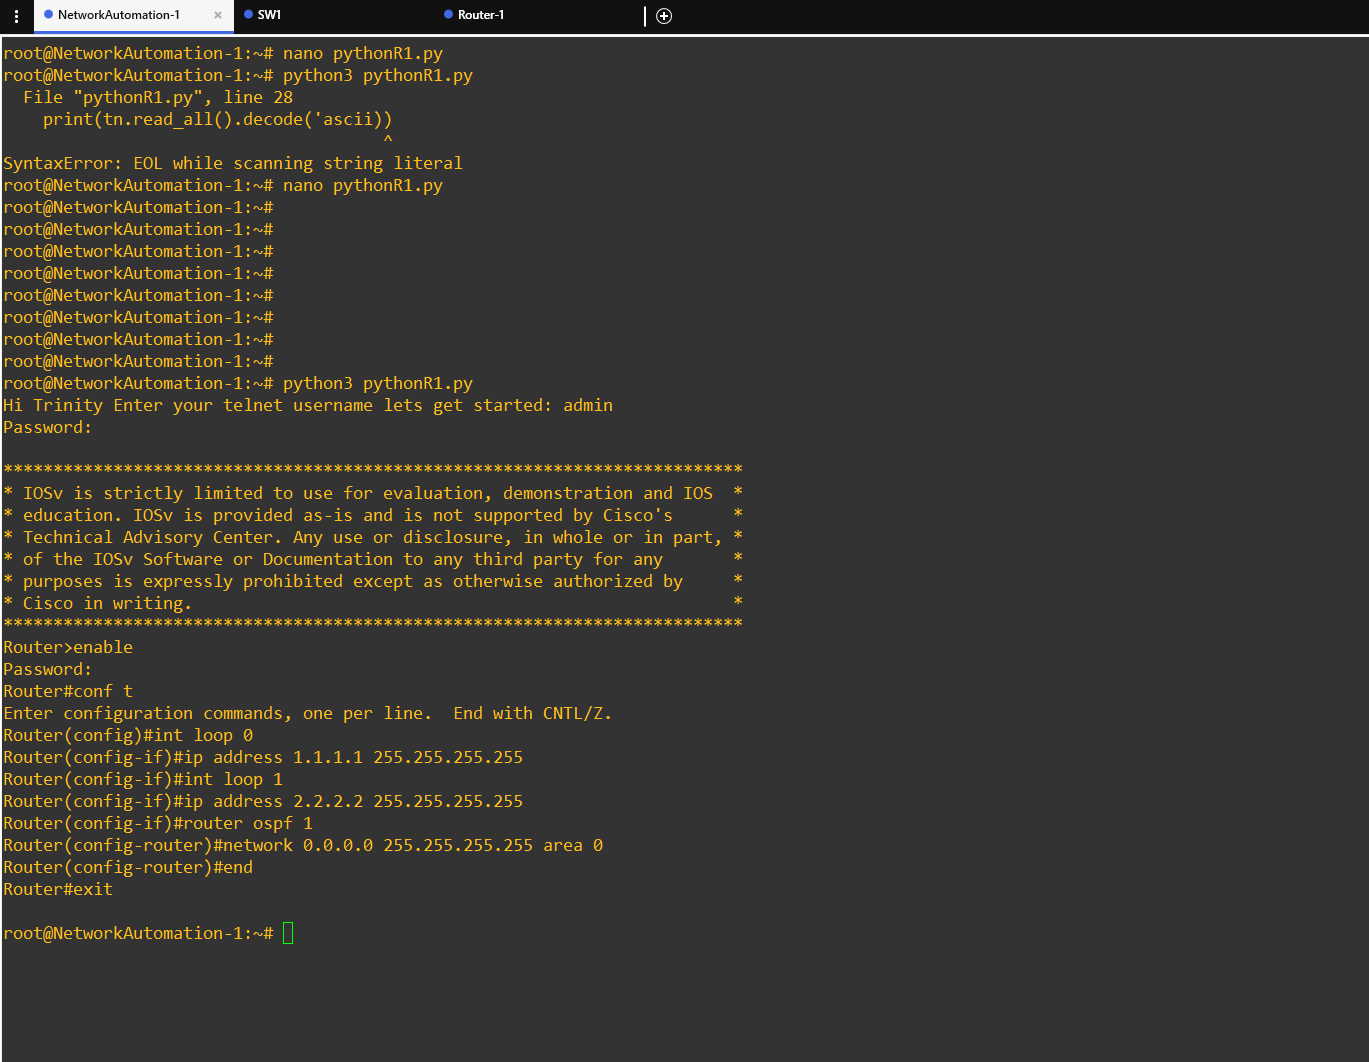 NetworkAutomation-1 × SW1 Router-1
root@NetworkAutomation-1:~# nano pythonR1.py
root@NetworkAutomation-1:~# python3 pythonR1.py
  File "pythonR1.py", line 28
    print(tn.read_all().decode('ascii))
                                      ^
SyntaxError: EOL while scanning string literal
root@NetworkAutomation-1:~# nano pythonR1.py
root@NetworkAutomation-1:~#
root@NetworkAutomation-1:~#
root@NetworkAutomation-1:~#
root@NetworkAutomation-1:~#
root@NetworkAutomation-1:~#
root@NetworkAutomation-1:~#
root@NetworkAutomation-1:~#
root@NetworkAutomation-1:~#
root@NetworkAutomation-1:~# python3 pythonR1.py
Hi Trinity Enter your telnet username lets get started: admin
Password:
**************************************************************************
* IOSv is strictly limited to use for evaluation, demonstration and IOS  *
* education. IOSv is provided as-is and is not supported by Cisco's      *
* Technical Advisory Center. Any use or disclosure, in whole or in part, *
* of the IOSv Software or Documentation to any third party for any       *
* purposes is expressly prohibited except as otherwise authorized by     *
* Cisco in writing.                                                      *
**************************************************************************
Router>enable
Password:
Router#conf t
Enter configuration commands, one per line.  End with CNTL/Z.
Router(config)#int loop 0
Router(config-if)#ip address 1.1.1.1 255.255.255.255
Router(config-if)#int loop 1
Router(config-if)#ip address 2.2.2.2 255.255.255.255
Router(config-if)#router ospf 1
Router(config-router)#network 0.0.0.0 255.255.255.255 area 0
Router(config-router)#end
Router#exit
root@NetworkAutomation-1:~#